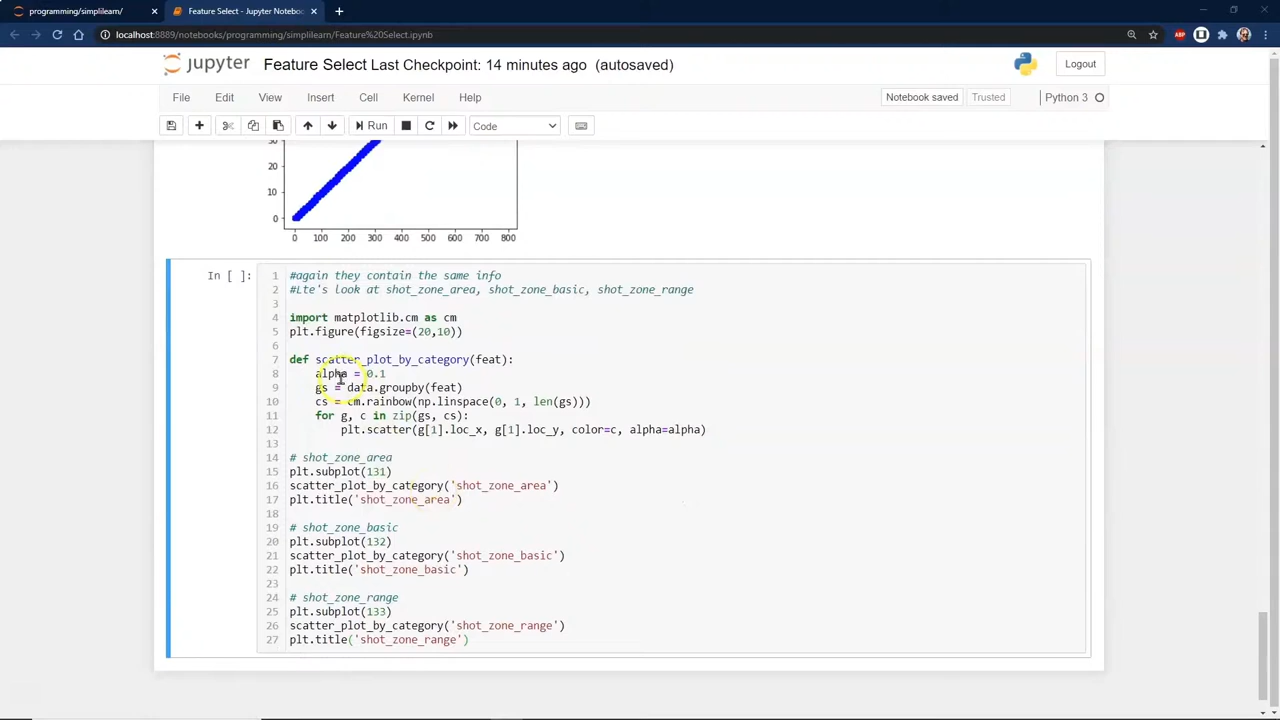 programming/simplilearn/
Feature Select - Jupyter Noteboo
localhost:8889/notebooks/programming/simplilearn/Feature%20Select.ipynb
ABP
jupyter Feature Select Last Checkpoint: 14 minutes ago (autosaved)
Logout
File Edit View Insert Cell Kernel Help
Notebook saved Trusted Python 3
Run Code
30
20
10
0
0 100 200 300 400 500 600 700 800
In [ ]:
1 #again they contain the same info
2 #Lte's look at shot_zone_area, shot_zone_basic, shot_zone_range
3
4 import matplotlib.cm as cm
5 plt.figure(figsize=(20,10))
6
7 def scatter_plot_by_category(feat):
8 alpha = 0.1
9 gs = data.groupby(feat)
10 cs = cm.rainbow(np.linspace(0, 1, len(gs)))
11 for g, c in zip(gs, cs):
12 plt.scatter(g[1].loc_x, g[1].loc_y, color=c, alpha=alpha)
13
14 # shot_zone_area
15 plt.subplot(131)
16 scatter_plot_by_category('shot_zone_area')
17 plt.title('shot_zone_area')
18
19 # shot_zone_basic
20 plt.subplot(132)
21 scatter_plot_by_category('shot_zone_basic')
22 plt.title('shot_zone_basic')
23
24 # shot_zone_range
25 plt.subplot(133)
26 scatter_plot_by_category('shot_zone_range')
27 plt.title('shot_zone_range')